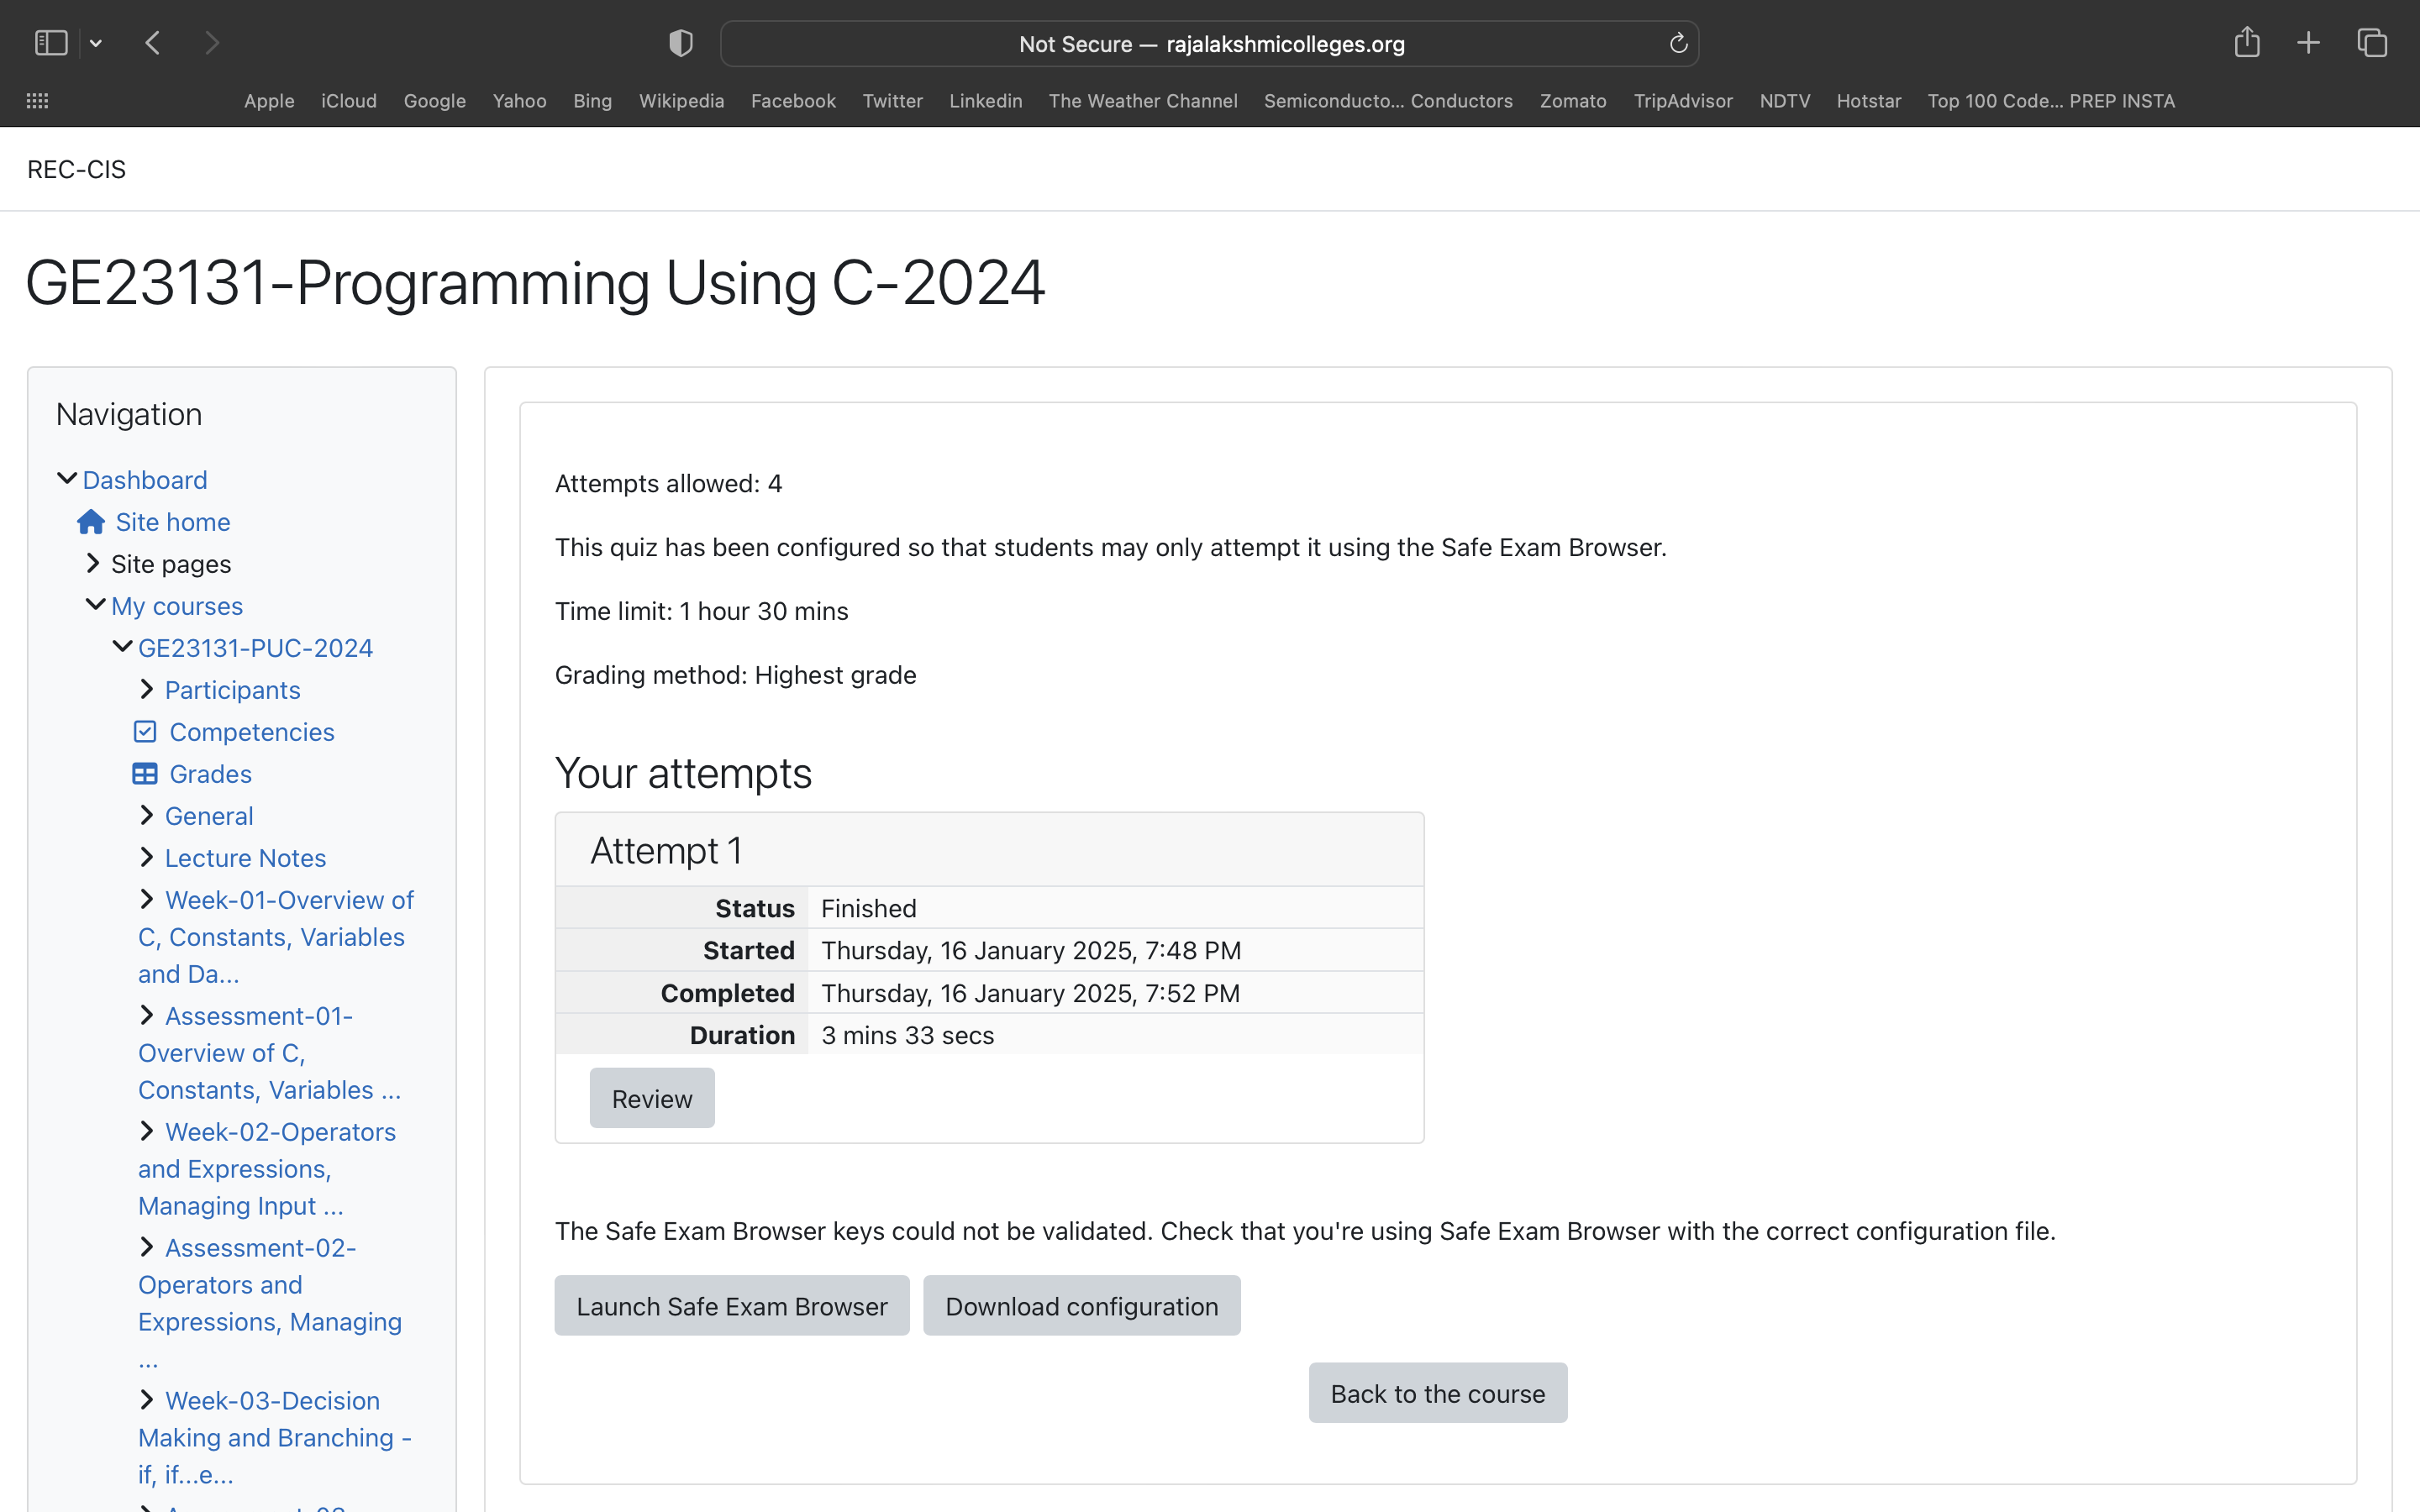 Not Secure — rajalakshmicolleges.org
Apple iCloud Google Yahoo Bing Wikipedia Facebook Twitter Linkedin The Weather Channel Semiconducto... Conductors Zomato TripAdvisor NDTV Hotstar Top 100 Code... PREP INSTA
REC-CIS
GE23131-Programming Using C-2024
Navigation
Dashboard
Site home
Site pages
My courses
GE23131-PUC-2024
Participants
Competencies
Grades
General
Lecture Notes
Week-01-Overview of
C, Constants, Variables
and Da...
Assessment-01-
Overview of C,
Constants, Variables ...
Week-02-Operators
and Expressions,
Managing Input ...
Assessment-02-
Operators and
Expressions, Managing
...
Week-03-Decision
Making and Branching -
if, if...e...
Attempts allowed: 4
This quiz has been configured so that students may only attempt it using the Safe Exam Browser.
Time limit: 1 hour 30 mins
Grading method: Highest grade
Your attempts
Attempt 1
Status Finished
Started Thursday, 16 January 2025, 7:48 PM
Completed Thursday, 16 January 2025, 7:52 PM
Duration 3 mins 33 secs
Review
The Safe Exam Browser keys could not be validated. Check that you're using Safe Exam Browser with the correct configuration file.
Launch Safe Exam Browser Download configuration
Back to the course